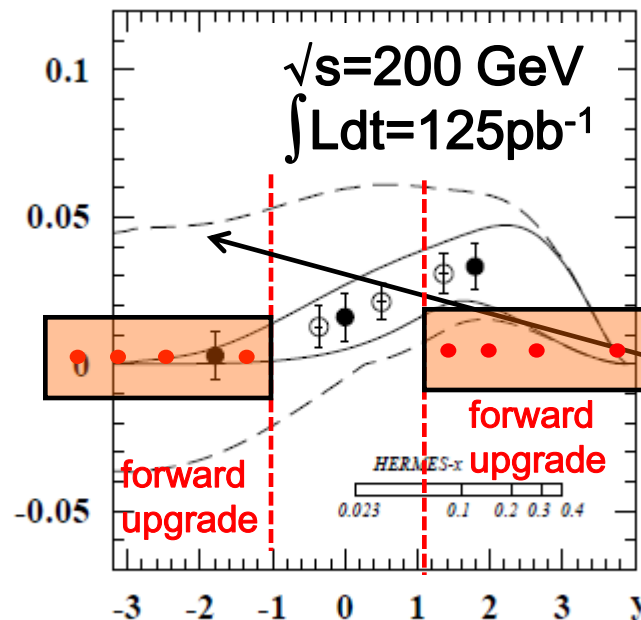 0.1
√s=200 GeV
∫Ldt=125pb⁻¹
0.05
0
forward
upgrade
forward
upgrade
HERMES-x
0.023 0.1 0.2 0.3 0.4
-0.05
-3 -2 -1 0 1 2 3 y